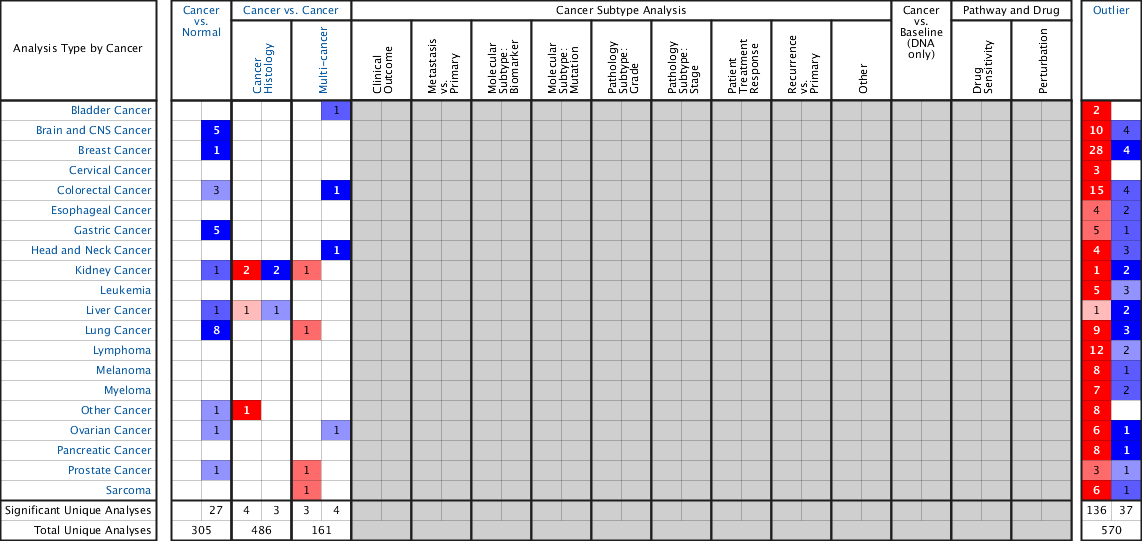 Analysis Type by Cancer
Cancer vs. Normal
Cancer vs. Cancer
Cancer Histology
Multi-cancer
Cancer Subtype Analysis
Clinical Outcome
Metastasis vs. Primary
Molecular Subtype: Biomarker
Molecular Subtype: Mutation
Pathology Subtype: Grade
Pathology Subtype: Stage
Patient Treatment Response
Recurrence vs. Primary
Other
Cancer vs. Baseline (DNA only)
Pathway and Drug
Drug Sensitivity
Perturbation
Outlier
Bladder Cancer 1 2
Brain and CNS Cancer 5 10 4
Breast Cancer 1 28 4
Cervical Cancer 3
Colorectal Cancer 3 1 15 4
Esophageal Cancer 4 2
Gastric Cancer 5 5 1
Head and Neck Cancer 1 4 3
Kidney Cancer 1 2 2 1 1 2
Leukemia 5 3
Liver Cancer 1 1 1 1 2
Lung Cancer 8 1 9 3
Lymphoma 12 2
Melanoma 8 1
Myeloma 7 2
Other Cancer 1 1 8
Ovarian Cancer 1 1 6 1
Pancreatic Cancer 8 1
Prostate Cancer 1 1 3 1
Sarcoma 1 6 1
Significant Unique Analyses 27 4 3 3 4 136 37
Total Unique Analyses 305 486 161 570